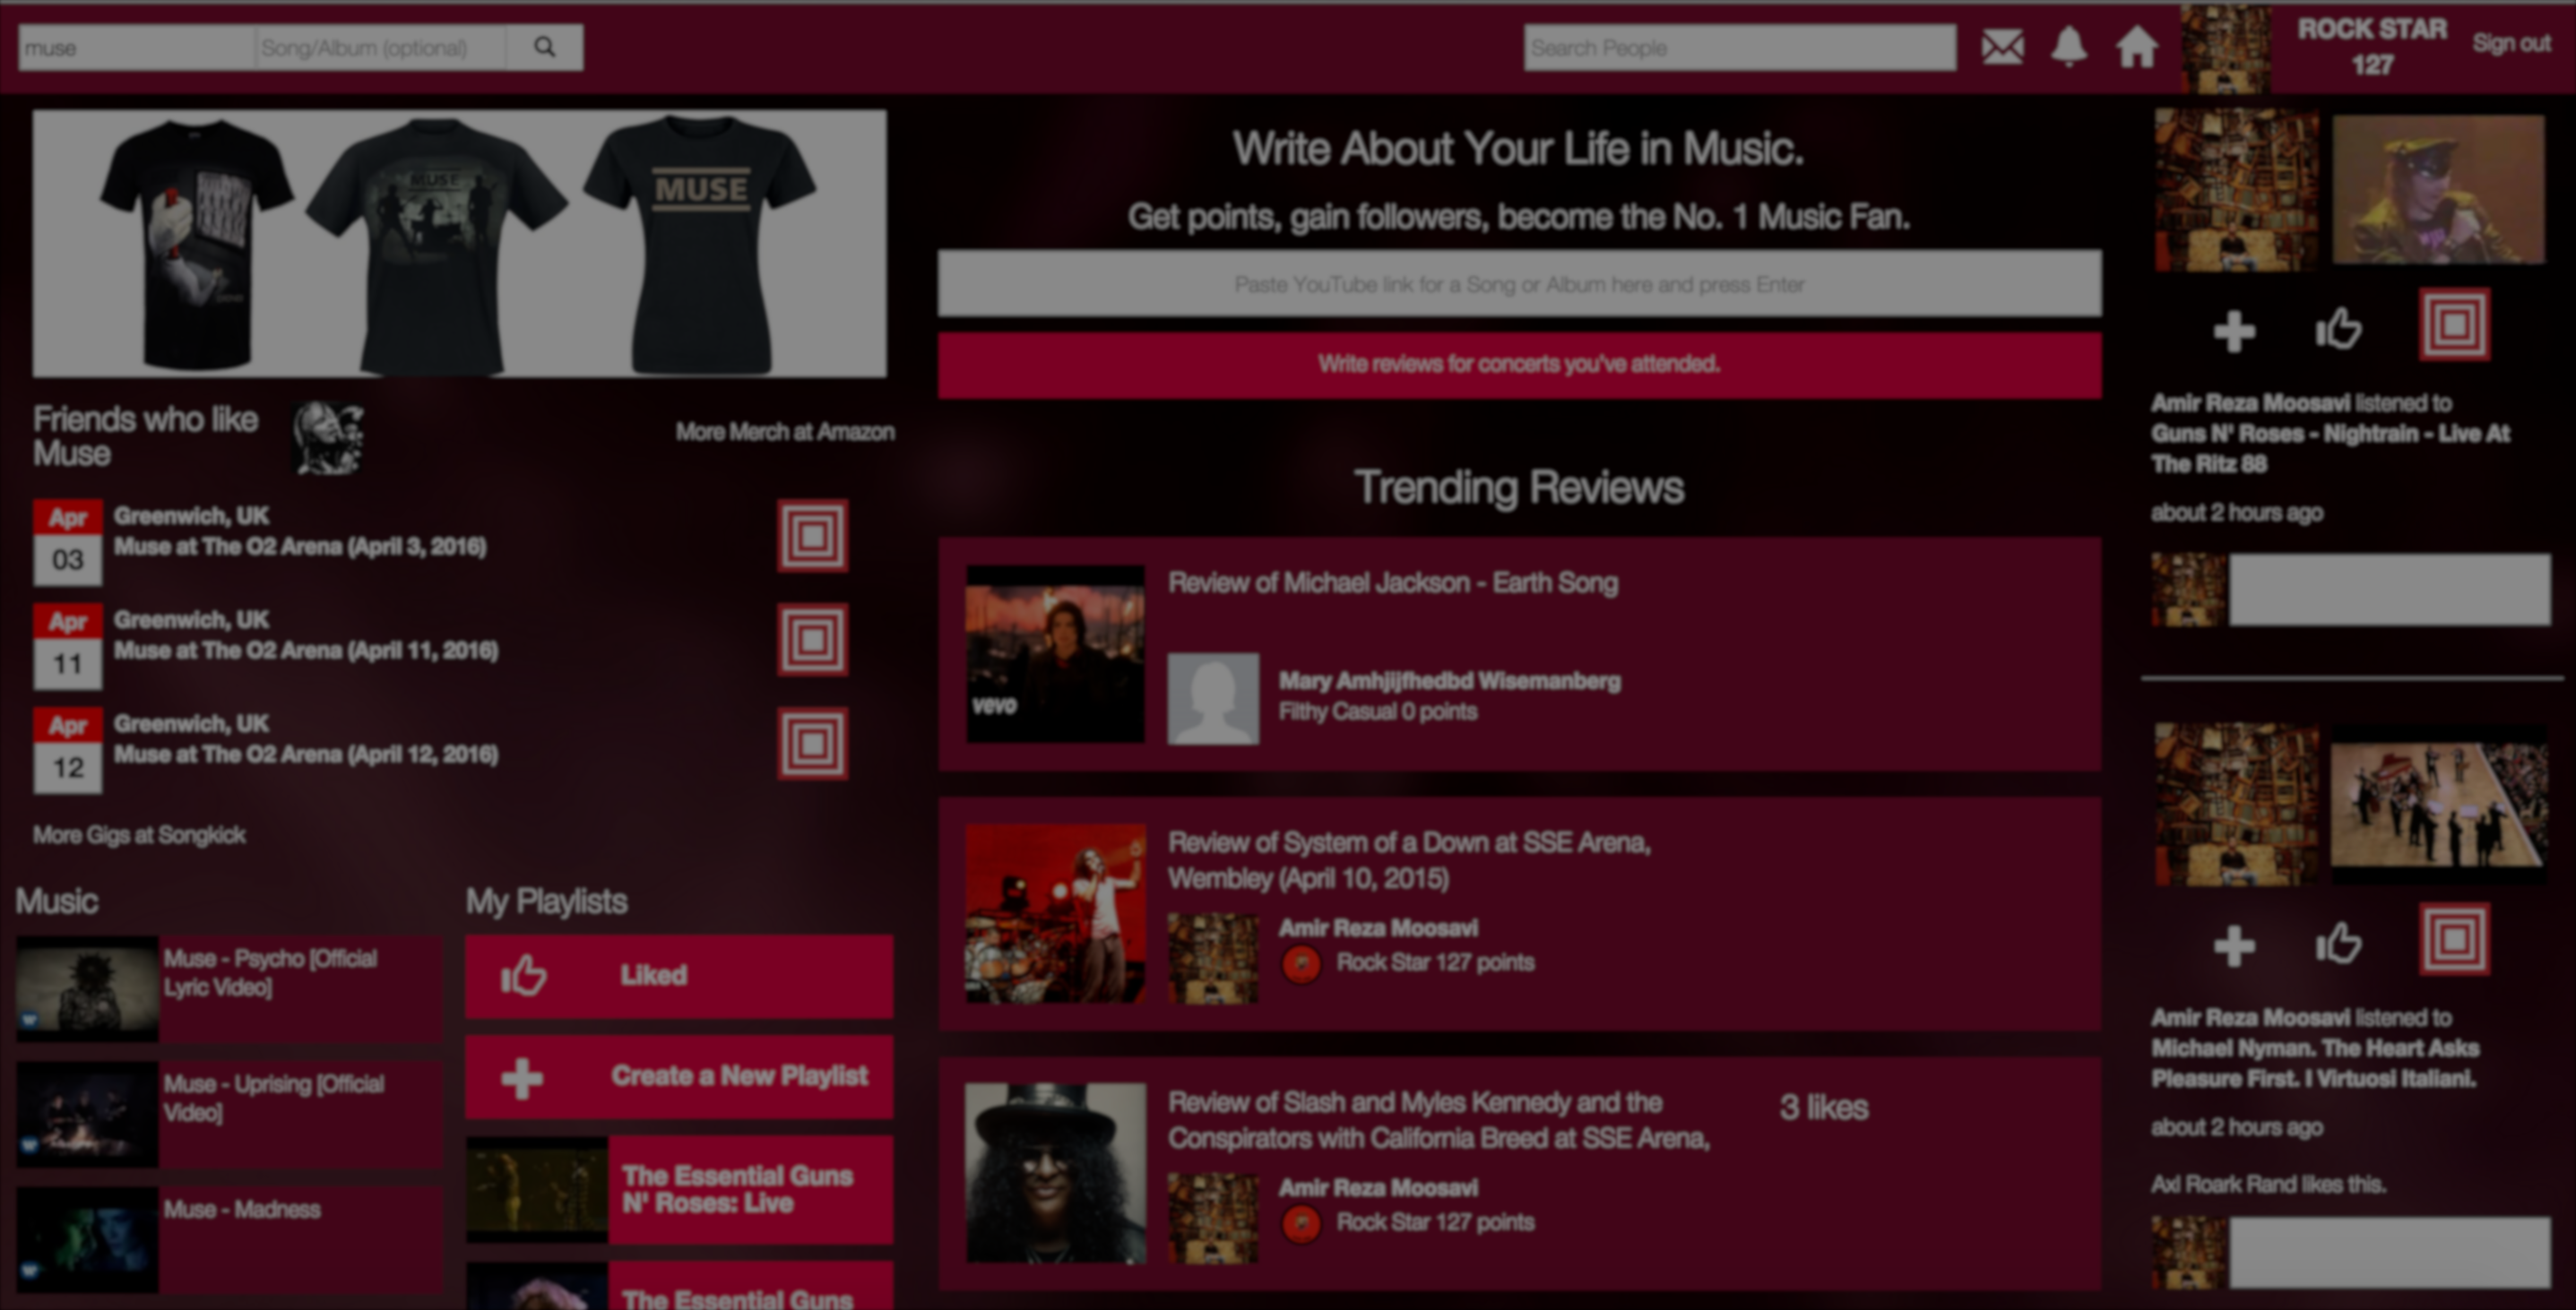 muse
Song/Album (optional)
Search People
ROCK STAR
127
Sign out
MUSE
MUSE
Friends who like
Muse
More Merch at Amazon
Apr
03
Greenwich, UK
Muse at The O2 Arena (April 3, 2016)
Apr
11
Greenwich, UK
Muse at The O2 Arena (April 11, 2016)
Apr
12
Greenwich, UK
Muse at The O2 Arena (April 12, 2016)
More Gigs at Songkick
Music
Muse - Psycho [Official
Lyric Video]
Muse - Uprising [Official
Video]
Muse - Madness
My Playlists
Liked
Create a New Playlist
The Essential Guns
N' Roses: Live
The Essential Guns
Write About Your Life in Music.
Get points, gain followers, become the No. 1 Music Fan.
Paste YouTube link for a Song or Album here and press Enter
Write reviews for concerts you've attended.
Trending Reviews
Review of Michael Jackson - Earth Song
vevo
Mary Amhjijfhedbd Wisemanberg
Filthy Casual 0 points
Review of System of a Down at SSE Arena,
Wembley (April 10, 2015)
Amir Reza Moosavi
Rock Star 127 points
Review of Slash and Myles Kennedy and the
Conspirators with California Breed at SSE Arena,
3 likes
Amir Reza Moosavi
Rock Star 127 points
Amir Reza Moosavi listened to
Guns N' Roses - Nightrain - Live At
The Ritz 88
about 2 hours ago
Amir Reza Moosavi listened to
Michael Nyman. The Heart Asks
Pleasure First. I Virtuosi Italiani.
about 2 hours ago
Axl Roark Rand likes this.